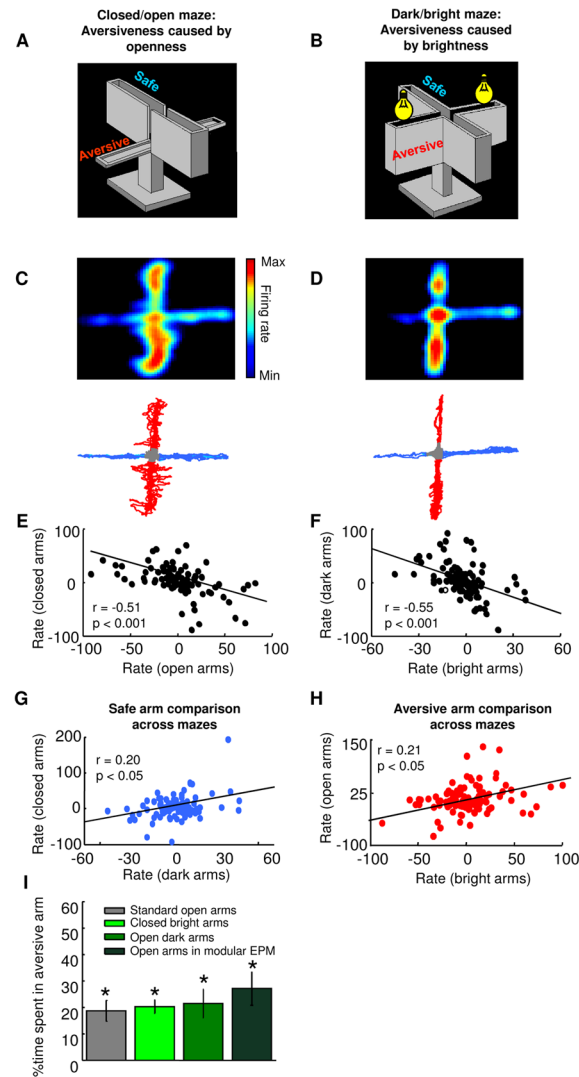 Closed/open maze:
Aversiveness caused by
openness
Dark/bright maze:
Aversiveness caused
by brightness
A
B
Safe
Aversive
Safe
Aversive
C
Max
Firing rate
Min
D
E
Rate (closed arms)
100
0
-100
r = -0.51
p < 0.001
-100
-50
0
50
100
Rate (open arms)
F
Rate (dark arms)
100
0
-100
r = -0.55
p < 0.001
-60
-30
0
30
60
Rate (bright arms)
G
Safe arm comparison
across mazes
Rate (closed arms)
200
100
0
-100
r = 0.20
p < 0.05
-60
-30
0
30
60
Rate (dark arms)
H
Aversive arm comparison
across mazes
Rate (open arms)
150
25
-100
r = 0.21
p < 0.05
-100
-50
0
50
100
Rate (bright arms)
I
%time spent in aversive arm
60
50
40
30
20
10
0
Standard open arms
Closed bright arms
Open dark arms
Open arms in modular EPM
*
*
*
*